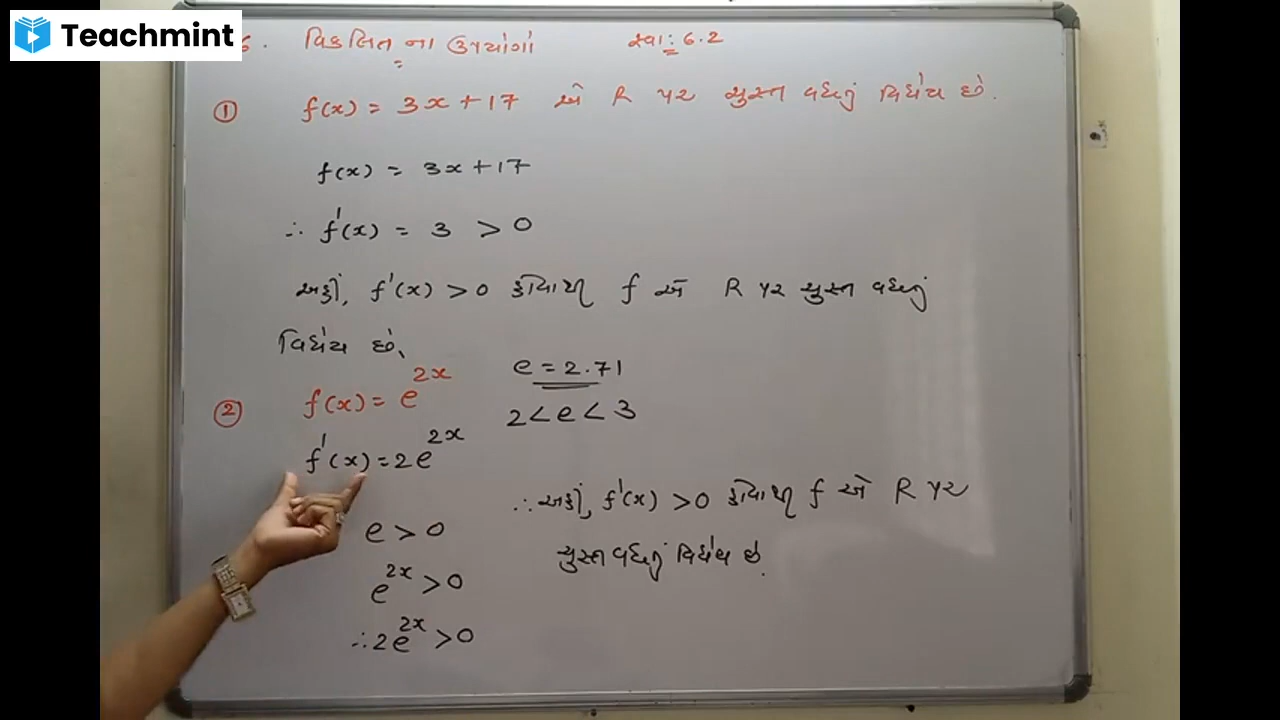 Teachmint
6. વિકલિત ના ઉપયોગો સ્વા: 6.2
① f(x) = 3x + 17 એ R પર ચુસ્ત વધતું વિધેય છે.
f(x) = 3x + 17
∴ f'(x) = 3 > 0
અહીં, f'(x) > 0 હોવાથી f એ R પર ચુસ્ત વધતું
વિધેય છે.
② f(x) = e^{2x}
e = 2.71
2 < e < 3
f'(x) = 2e^{2x}
e > 0
e^{2x} > 0
∴ 2e^{2x} > 0
∴ અહીં, f'(x) > 0 હોવાથી f એ R પર
ચુસ્ત વધતું વિધેય છે.